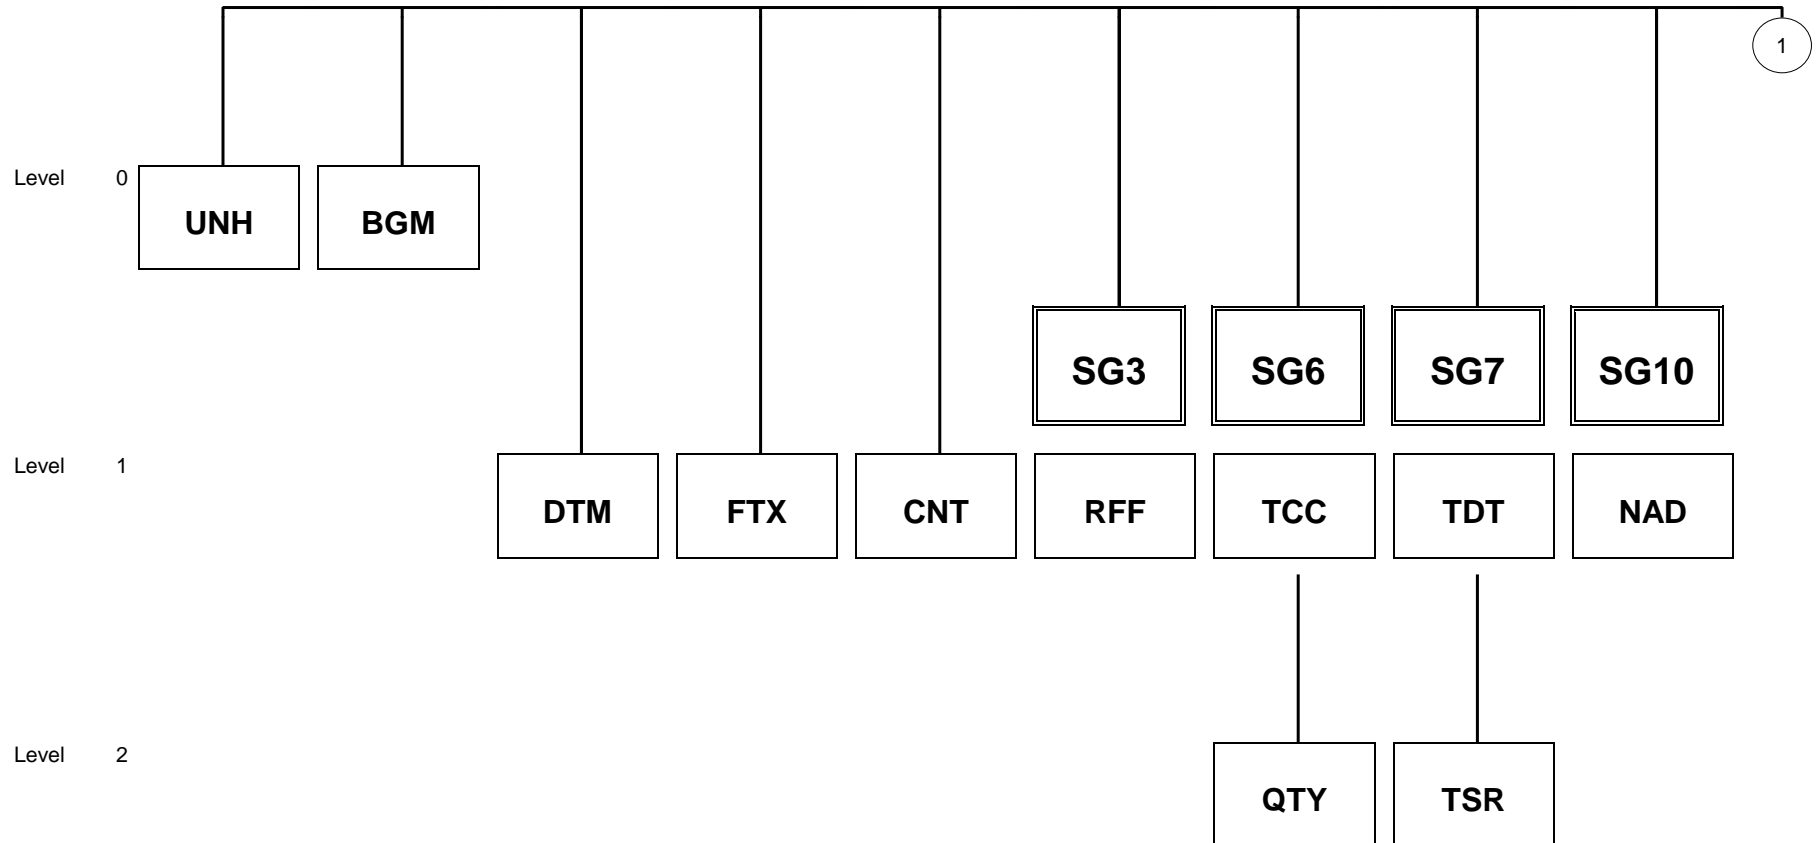 1
Level 0
UNH BGM
SG3 SG6 SG7 SG10
Level 1
DTM FTX CNT RFF TCC TDT NAD
Level 2
QTY TSR